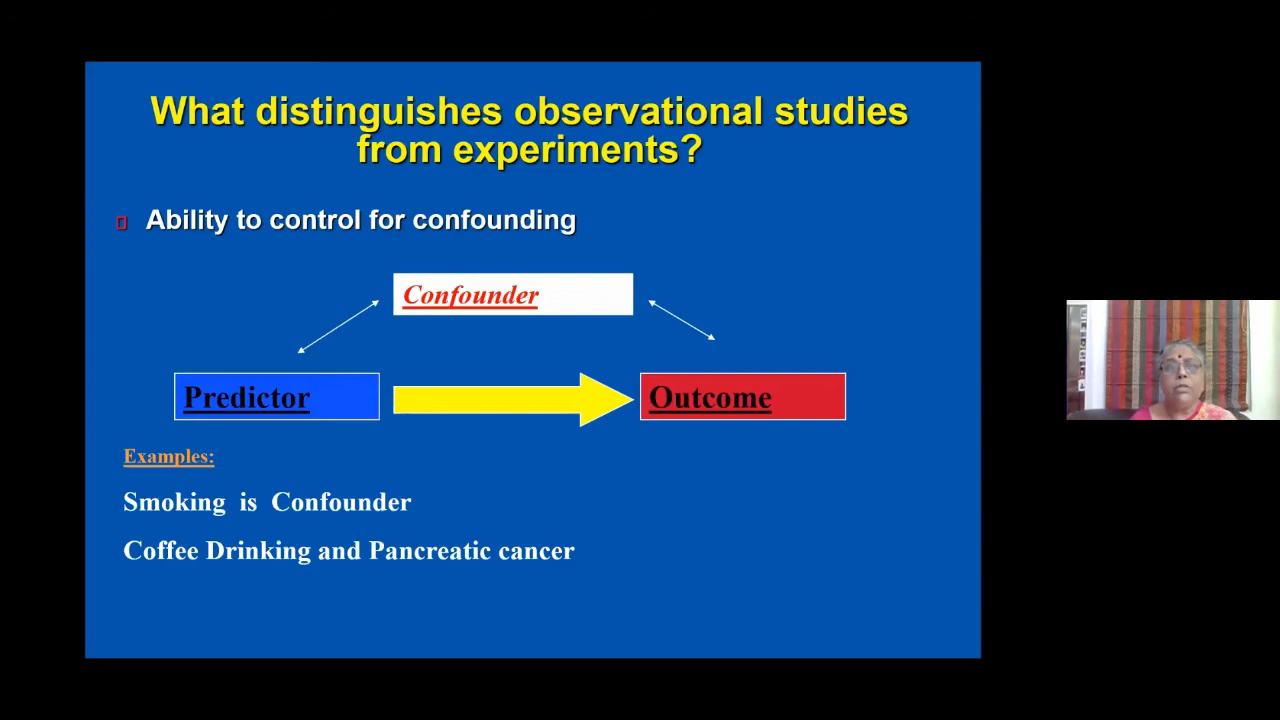 What distinguishes observational studies
from experiments?
Ability to control for confounding
Confounder
Predictor
Outcome
Examples:
Smoking is Confounder
Coffee Drinking and Pancreatic cancer